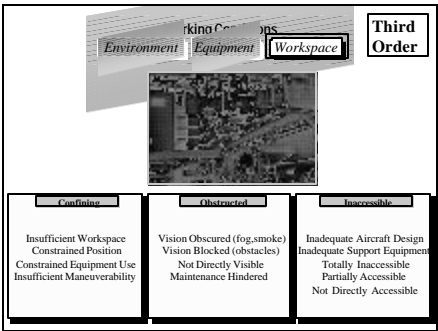 rking Conditions
Third
Order
Environment Equipment Workspace
Confining
Insufficient Workspace
Constrained Position
Constrained Equipment Use
Insufficient Maneuverability
Obstructed
Vision Obscured (fog,smoke)
Vision Blocked (obstacles)
Not Directly Visible
Maintenance Hindered
Inaccessible
Inadequate Aircraft Design
Inadequate Support Equipment
Totally Inaccessible
Partially Accessible
Not Directly Accessible